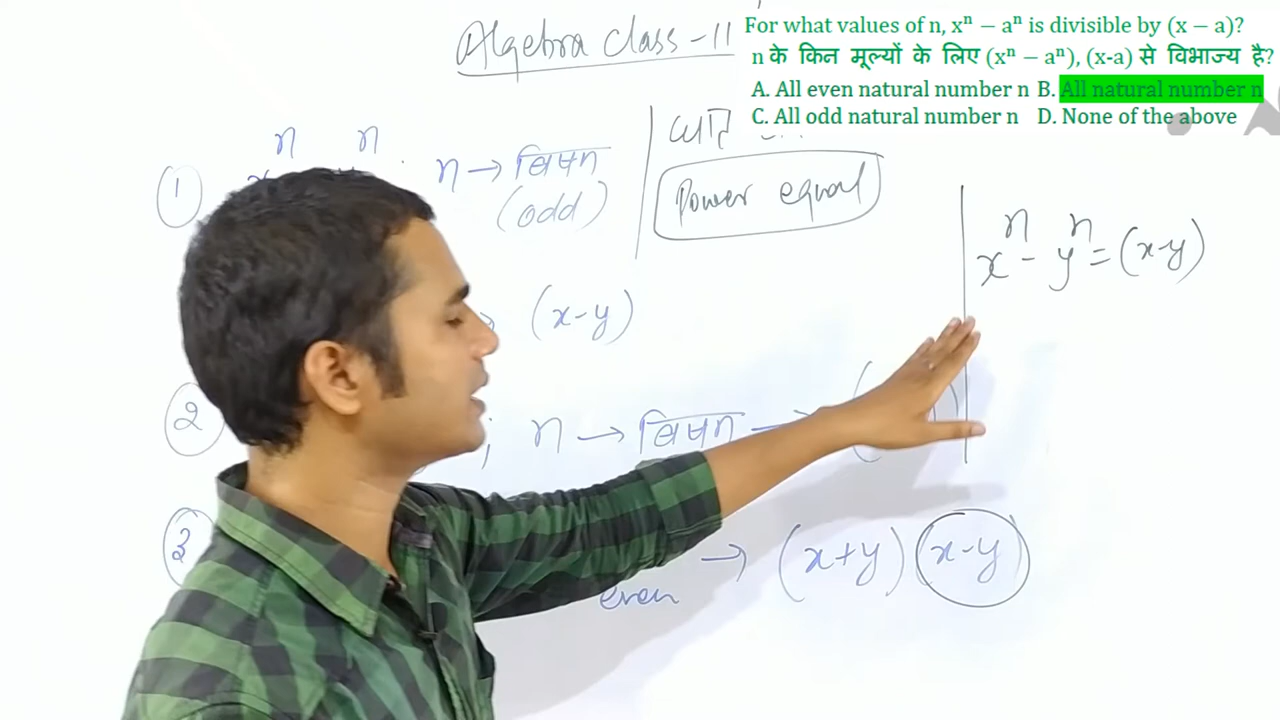 Algebra class-11
For what values of n, xⁿ − aⁿ is divisible by (x − a)?
n के किन मूल्यों के लिए (xⁿ − aⁿ), (x-a) से विभाज्य है?
A. All even natural number n B. All natural number n
C. All odd natural number n D. None of the above
① n n n → विषम
(odd)
Power equal
xⁿ - yⁿ = (x-y)
(x-y)
② ; n → विषम →
③ even → (x+y)(x-y)